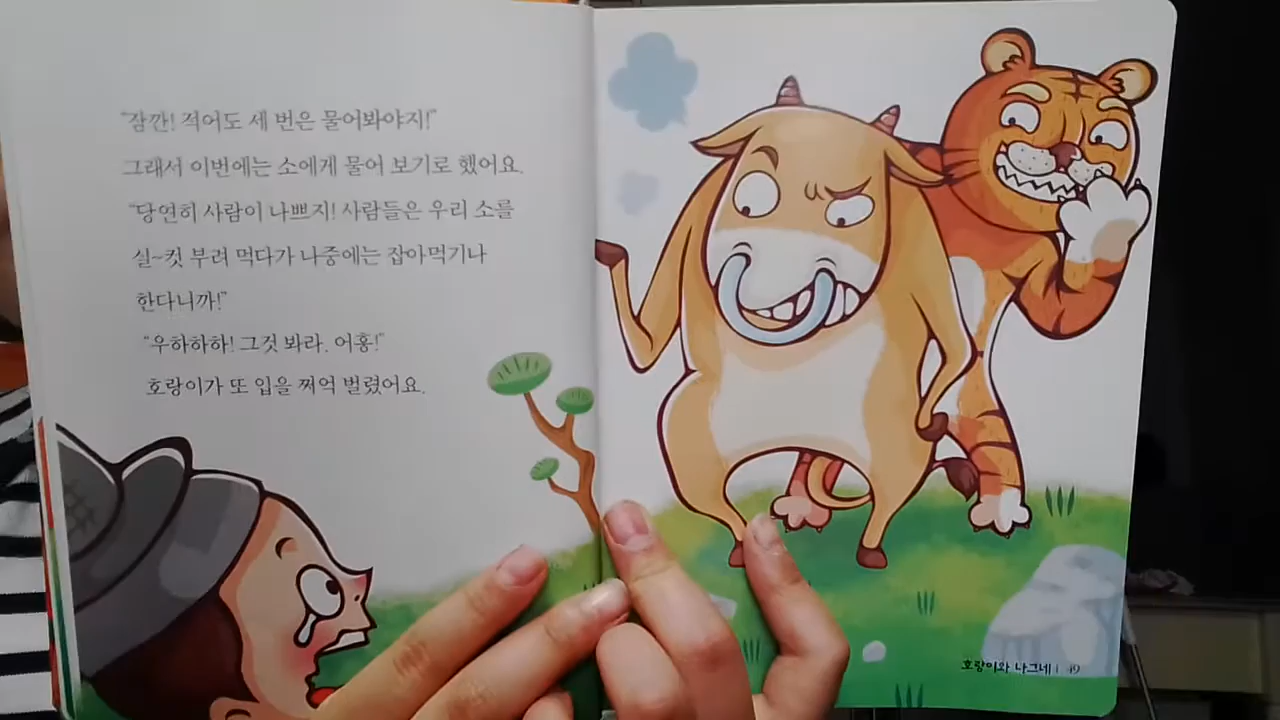 "잠깐! 적어도 세 번은 물어봐야지!"
그래서 이번에는 소에게 물어 보기로 했어요.
"당연히 사람이 나쁘지! 사람들은 우리 소를
실~컷 부려 먹다가 나중에는 잡아먹기나
한다니까!"
"우하하하! 그것 봐라. 어흥!"
호랑이가 또 입을 쩌억 벌렸어요.
호랑이와 나그네 | 49